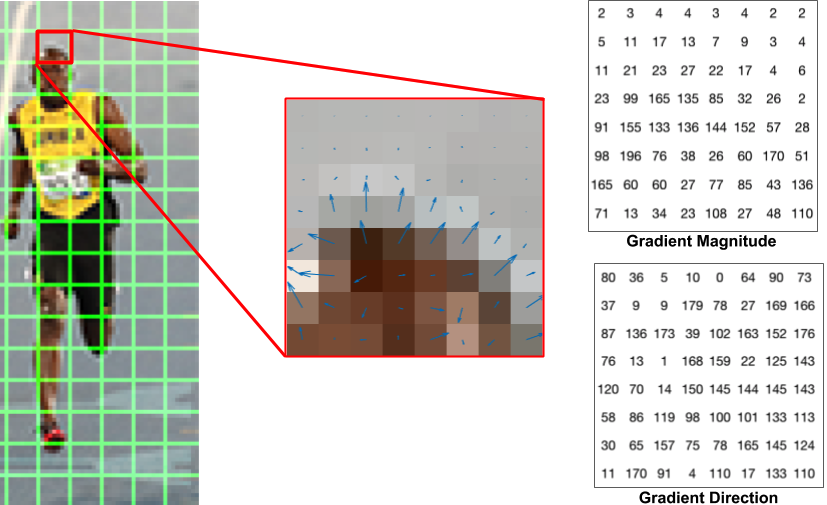 2 3 4 4 3 4 2 2
5 11 17 13 7 9 3 4
11 21 23 27 22 17 4 6
23 99 165 135 85 32 26 2
91 155 133 136 144 152 57 28
98 196 76 38 26 60 170 51
165 60 60 27 77 85 43 136
71 13 34 23 108 27 48 110
Gradient Magnitude
80 36 5 10 0 64 90 73
37 9 9 179 78 27 169 166
87 136 173 39 102 163 152 176
76 13 1 168 159 22 125 143
120 70 14 150 145 144 145 143
58 86 119 98 100 101 133 113
30 65 157 75 78 165 145 124
11 170 91 4 110 17 133 110
Gradient Direction